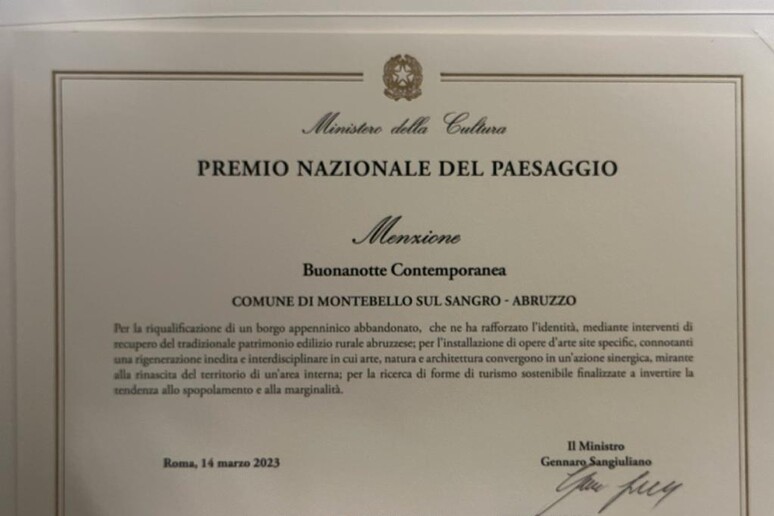 Ministero della Cultura
PREMIO NAZIONALE DEL PAESAGGIO
Menzione
Buonanotte Contemporanea
COMUNE DI MONTEBELLO SUL SANGRO - ABRUZZO
Per la riqualificazione di un borgo appenninico abbandonato, che ne ha rafforzato l'identità, mediante interventi di
recupero del tradizionale patrimonio edilizio rurale abruzzese; per l'installazione di opere d'arte site specific, connotanti
una rigenerazione inedita e interdisciplinare in cui arte, natura e architettura convergono in un'azione sinergica, mirante
alla rinascita del territorio di un'area interna; per la ricerca di forme di turismo sostenibile finalizzate a invertire la
tendenza allo spopolamento e alla marginalità.
Roma, 14 marzo 2023
Il Ministro
Gennaro Sangiuliano